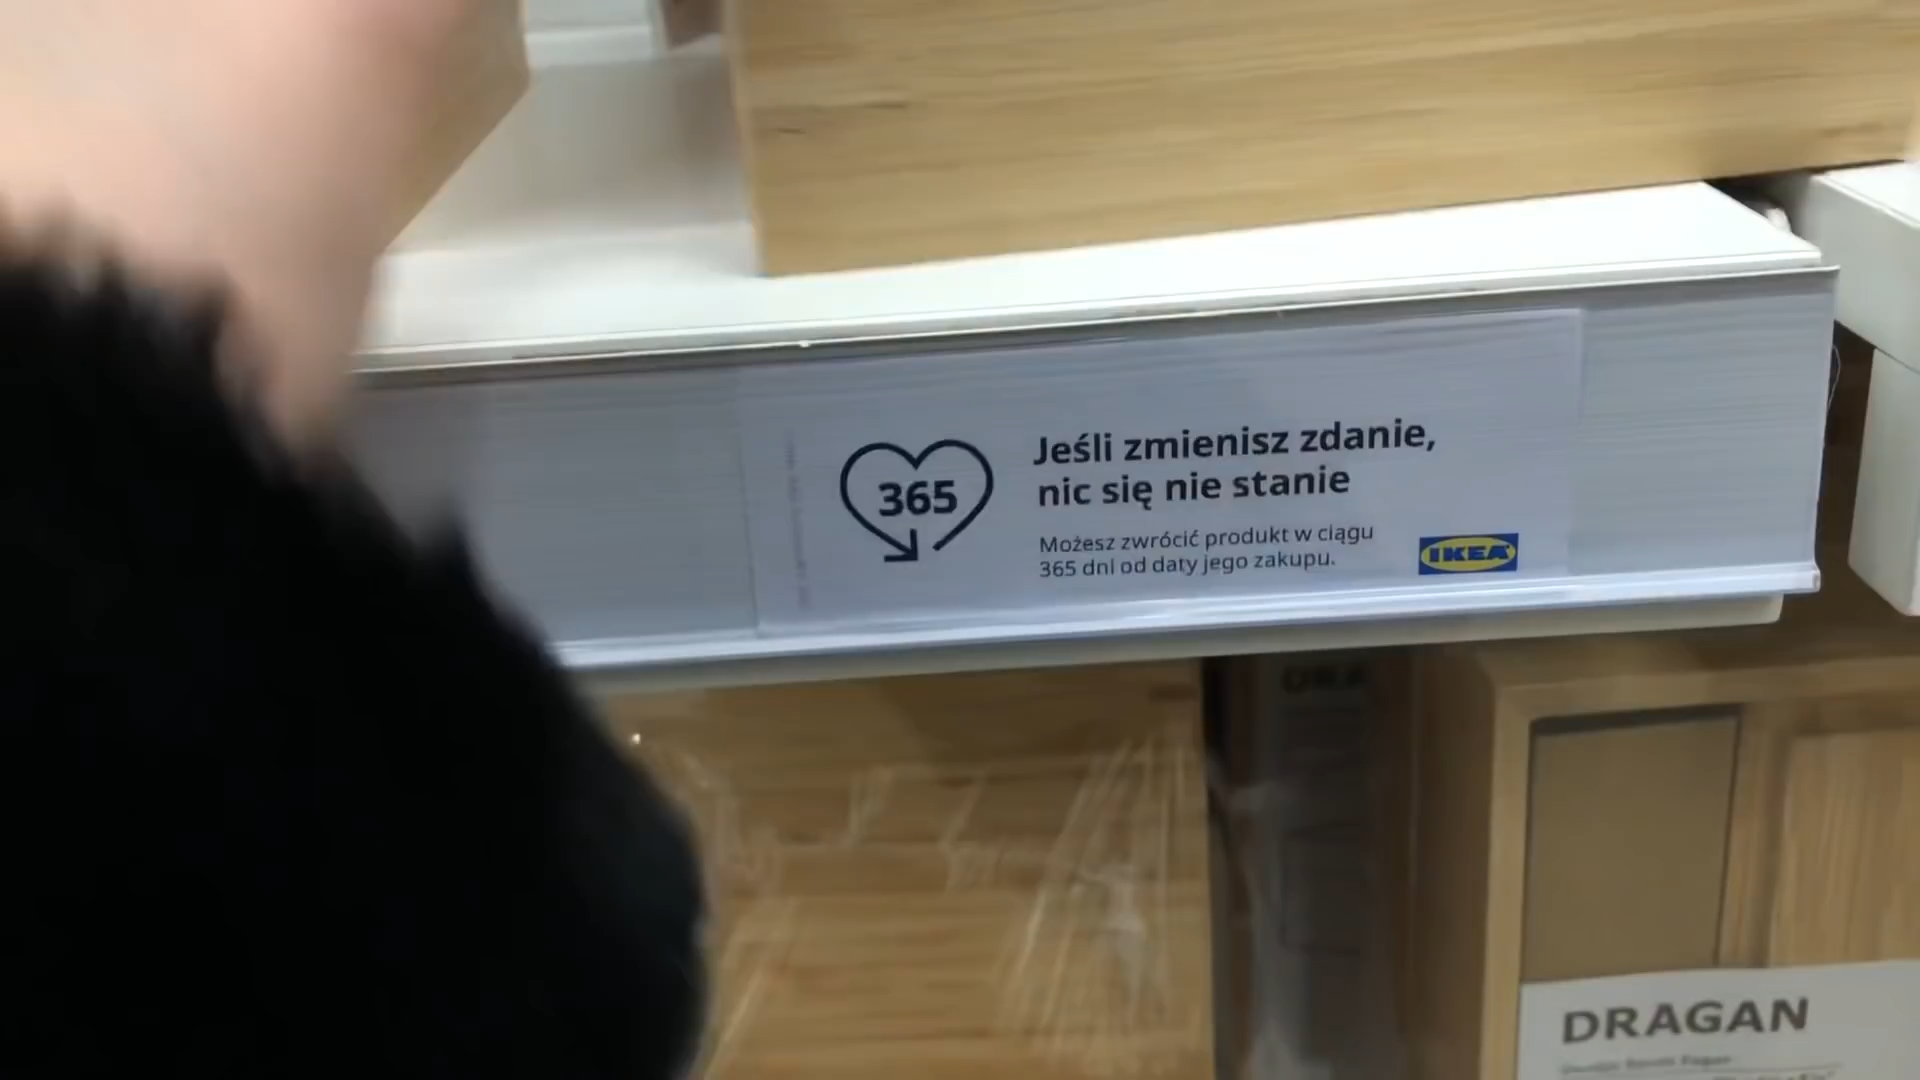 365
Jeśli zmienisz zdanie,
nic się nie stanie
Możesz zwrócić produkt w ciągu
365 dni od daty jego zakupu.
IKEA
DRAGAN